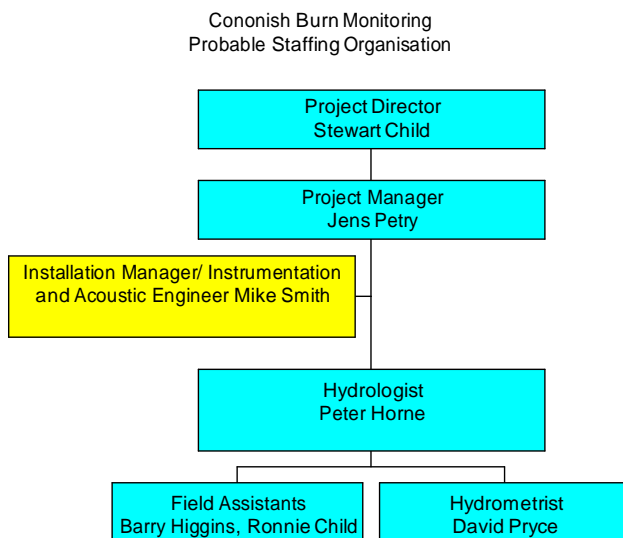 Cononish Burn Monitoring
Probable Staffing Organisation
Project Director
Stewart Child
Project Manager
Jens Petry
Installation Manager/ Instrumentation
and Acoustic Engineer Mike Smith
Hydrologist
Peter Horne
Field Assistants
Barry Higgins, Ronnie Child
Hydrometrist
David Pryce